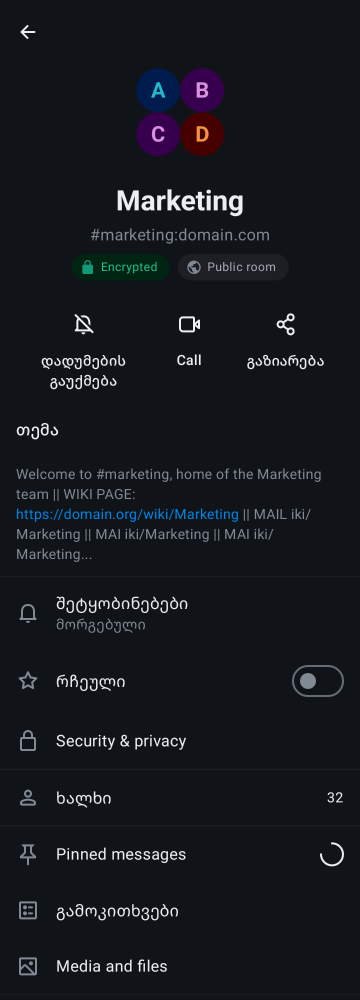 A B
C D
Marketing
#marketing:domain.com
Encrypted Public room
დადუმების გაუქმება
Call
გაზიარება
თემა
Welcome to #marketing, home of the Marketing
team || WIKI PAGE:
https://domain.org/wiki/Marketing || MAIL iki/
Marketing || MAI iki/Marketing || MAI iki/
Marketing...
შეტყობინებები
მორგებული
რჩეული
Security & privacy
ხალხი 32
Pinned messages
გამოკითხვები
Media and files